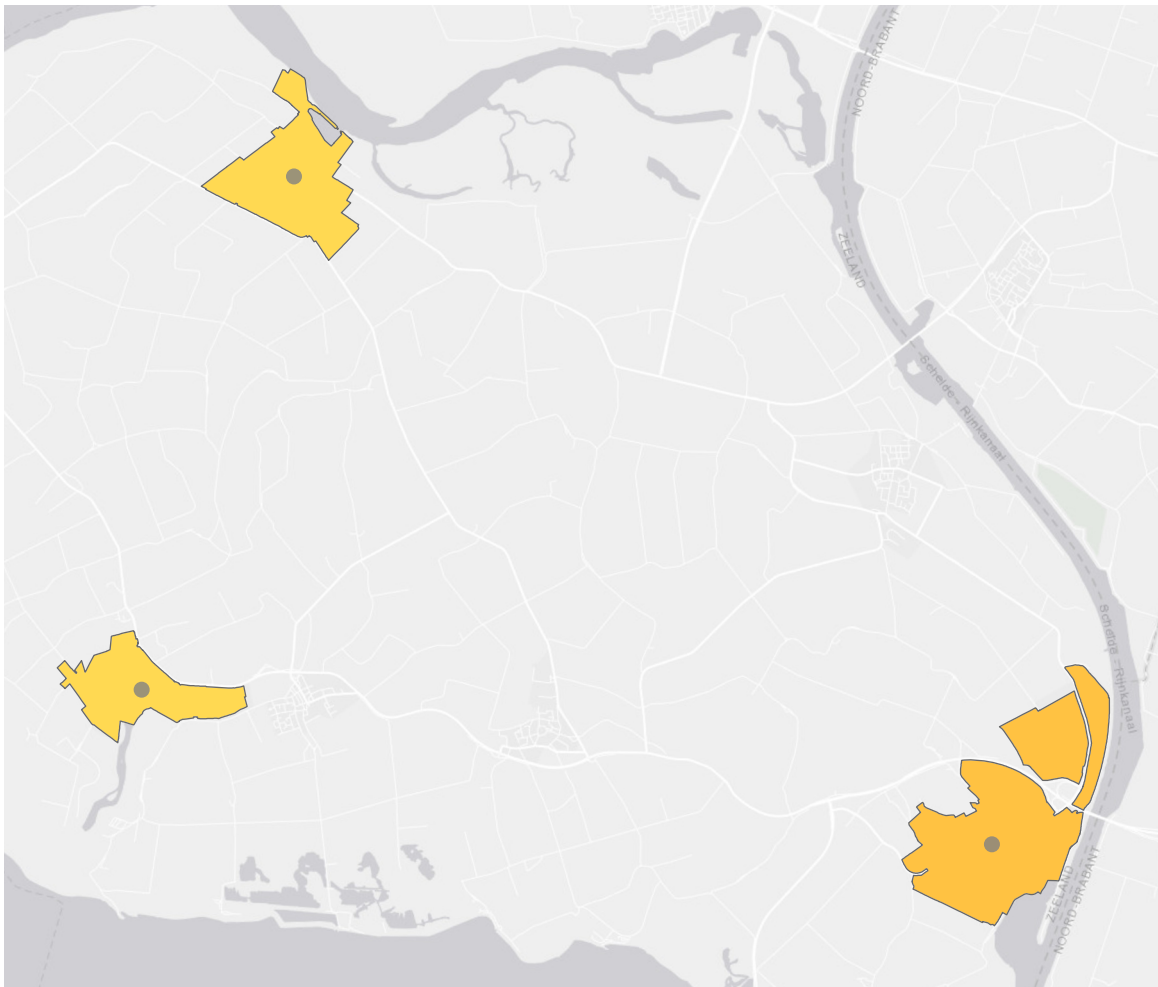 NOORD-BRABANT
ZEELAND
Schelde - Rijnkanaal
Schelde - Rijnkanaal
ZEELAND
NOORD-BRABANT